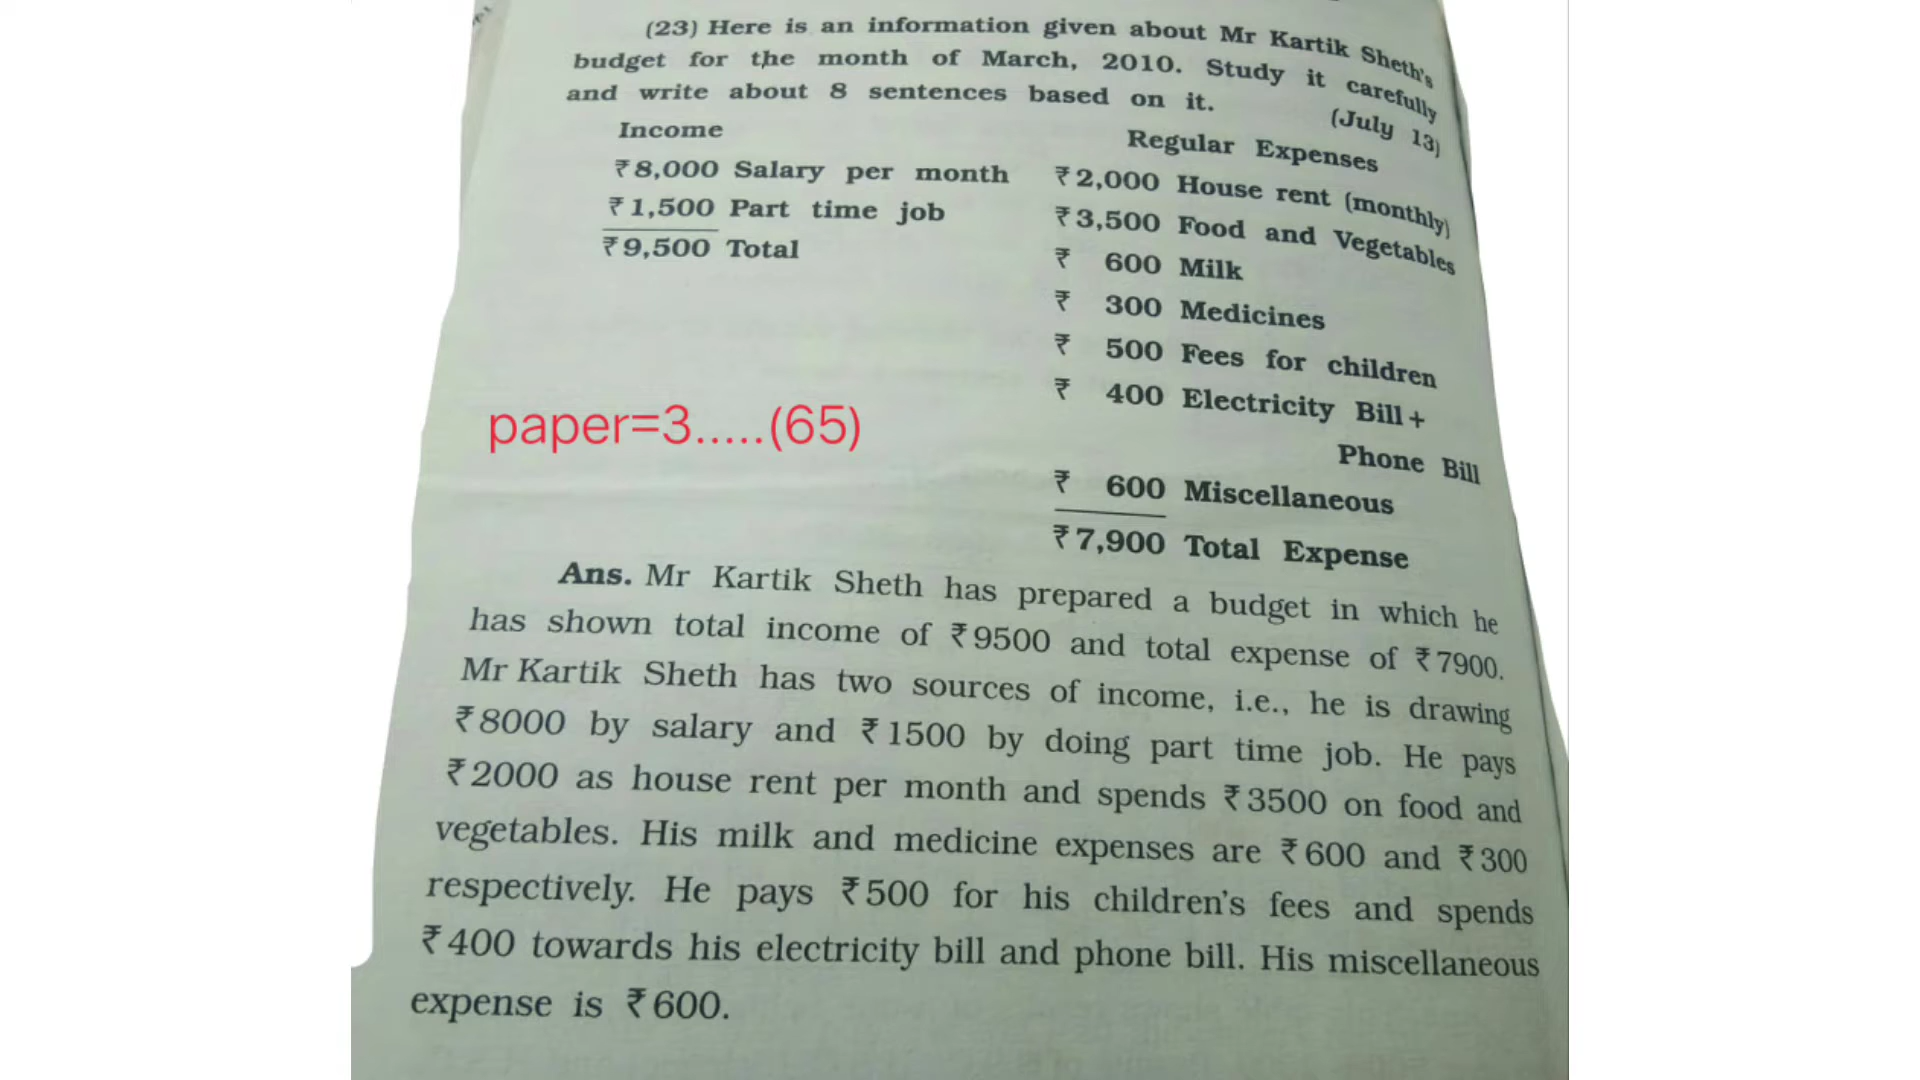 (23) Here is an information given about Mr Kartik Sheth's
budget for the month of March, 2010. Study it carefully
and write about 8 sentences based on it.
(July 13)
Income
₹8,000 Salary per month
₹1,500 Part time job
₹9,500 Total
Regular Expenses
₹2,000 House rent (monthly)
₹3,500 Food and Vegetables
₹ 600 Milk
₹ 300 Medicines
₹ 500 Fees for children
₹ 400 Electricity Bill+
Phone Bill
₹ 600 Miscellaneous
₹7,900 Total Expense
paper=3.....(65)
Ans. Mr Kartik Sheth has prepared a budget in which he
has shown total income of ₹9500 and total expense of ₹7900.
Mr Kartik Sheth has two sources of income, i.e., he is drawing
₹8000 by salary and ₹1500 by doing part time job. He pays
₹2000 as house rent per month and spends ₹3500 on food and
vegetables. His milk and medicine expenses are ₹600 and ₹300
respectively. He pays ₹500 for his children's fees and spends
₹400 towards his electricity bill and phone bill. His miscellaneous
expense is ₹600.